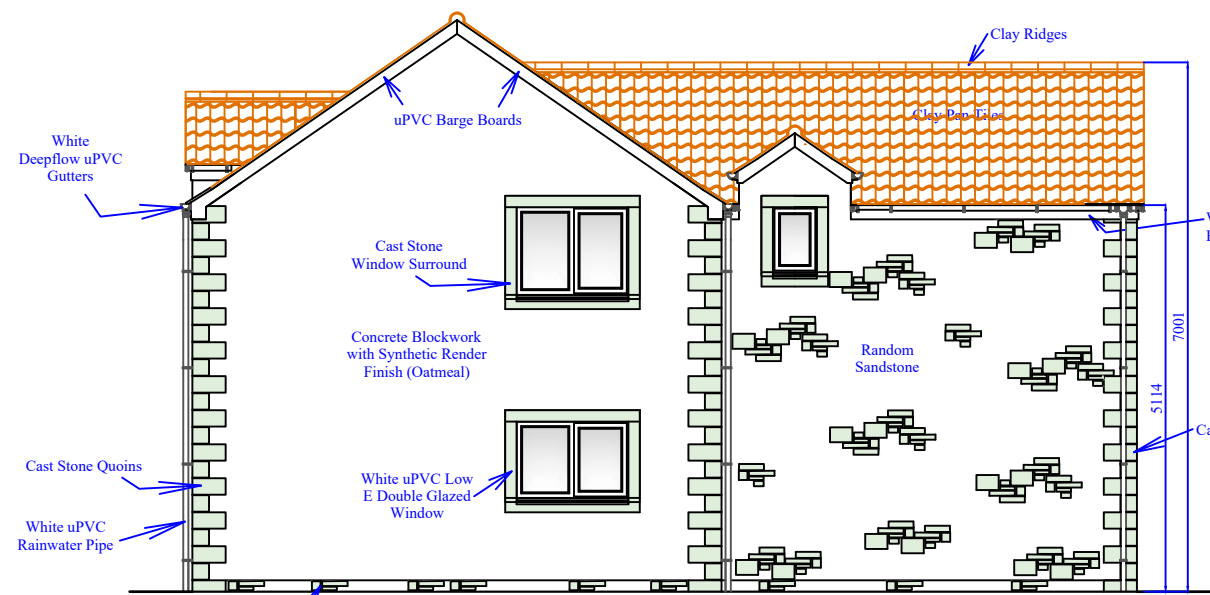 Clay Ridges
uPVC Barge Boards
Clay Pan Tiles
White
Deepflow uPVC
Gutters
Cast Stone
Window Surround
Concrete Blockwork
with Synthetic Render
Finish (Oatmeal)
Random
Sandstone
7001
5114
Cast Stone Quoins
White uPVC Low
E Double Glazed
Window
White uPVC
Rainwater Pipe
Ca